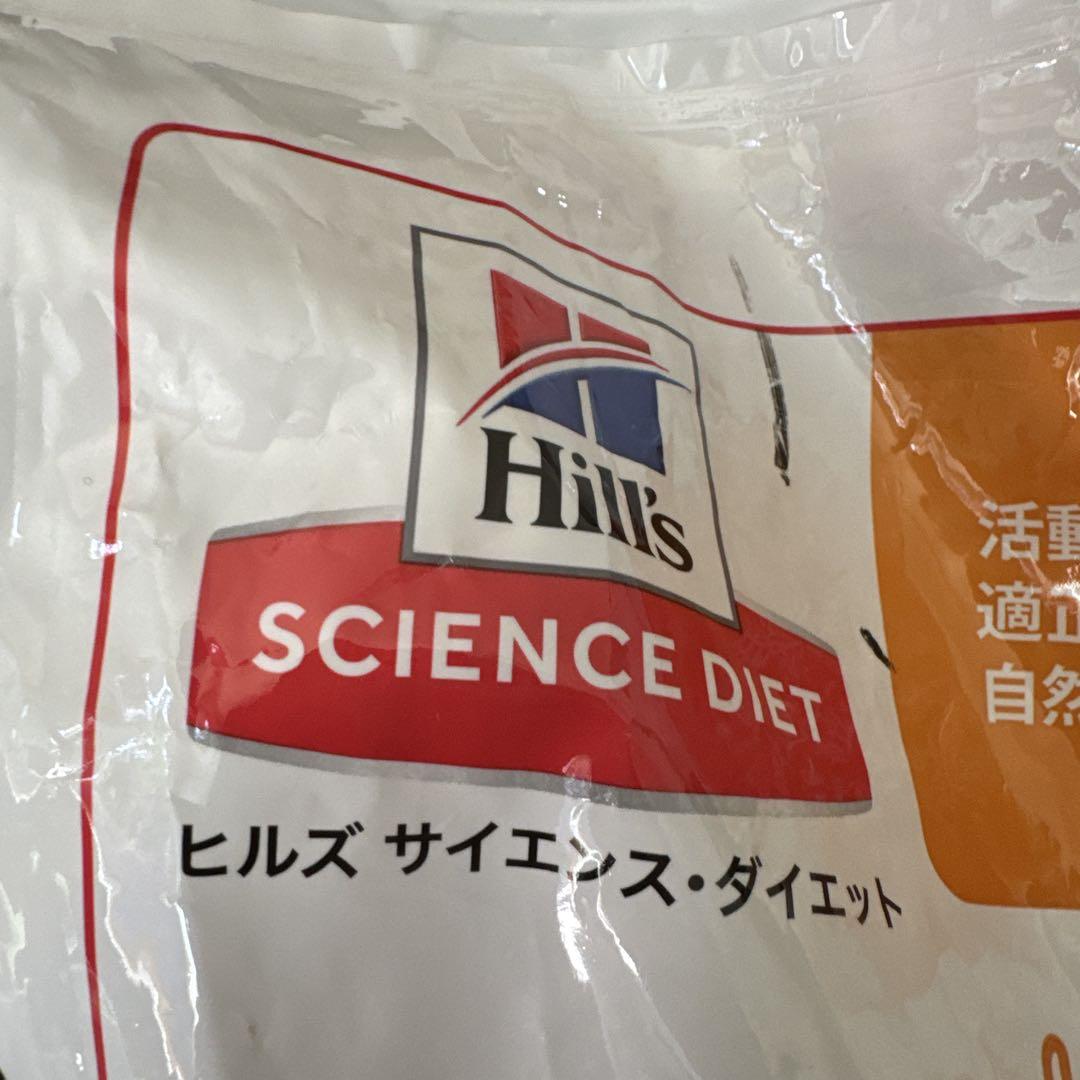 Hill's
SCIENCE DIET
ヒルズ サイエンス・ダイエット
活動
適正
自然